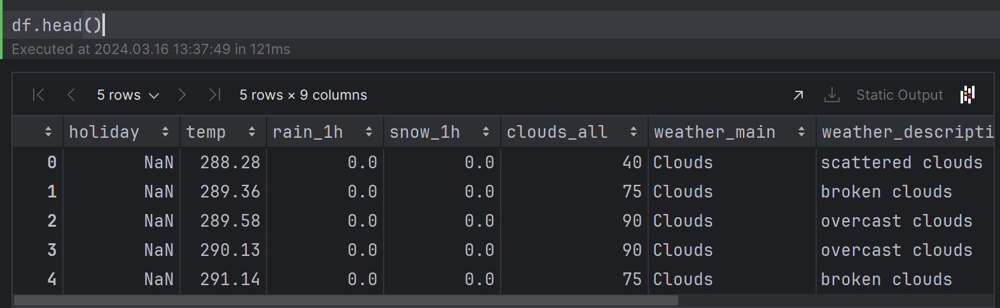 df.head()
Executed at 2024.03.16 13:37:49 in 121ms
5 rows 5 rows × 9 columns Static Output
holiday temp rain_1h snow_1h clouds_all weather_main weather_descripti
0 NaN 288.28 0.0 0.0 40 Clouds scattered clouds
1 NaN 289.36 0.0 0.0 75 Clouds broken clouds
2 NaN 289.58 0.0 0.0 90 Clouds overcast clouds
3 NaN 290.13 0.0 0.0 90 Clouds overcast clouds
4 NaN 291.14 0.0 0.0 75 Clouds broken clouds